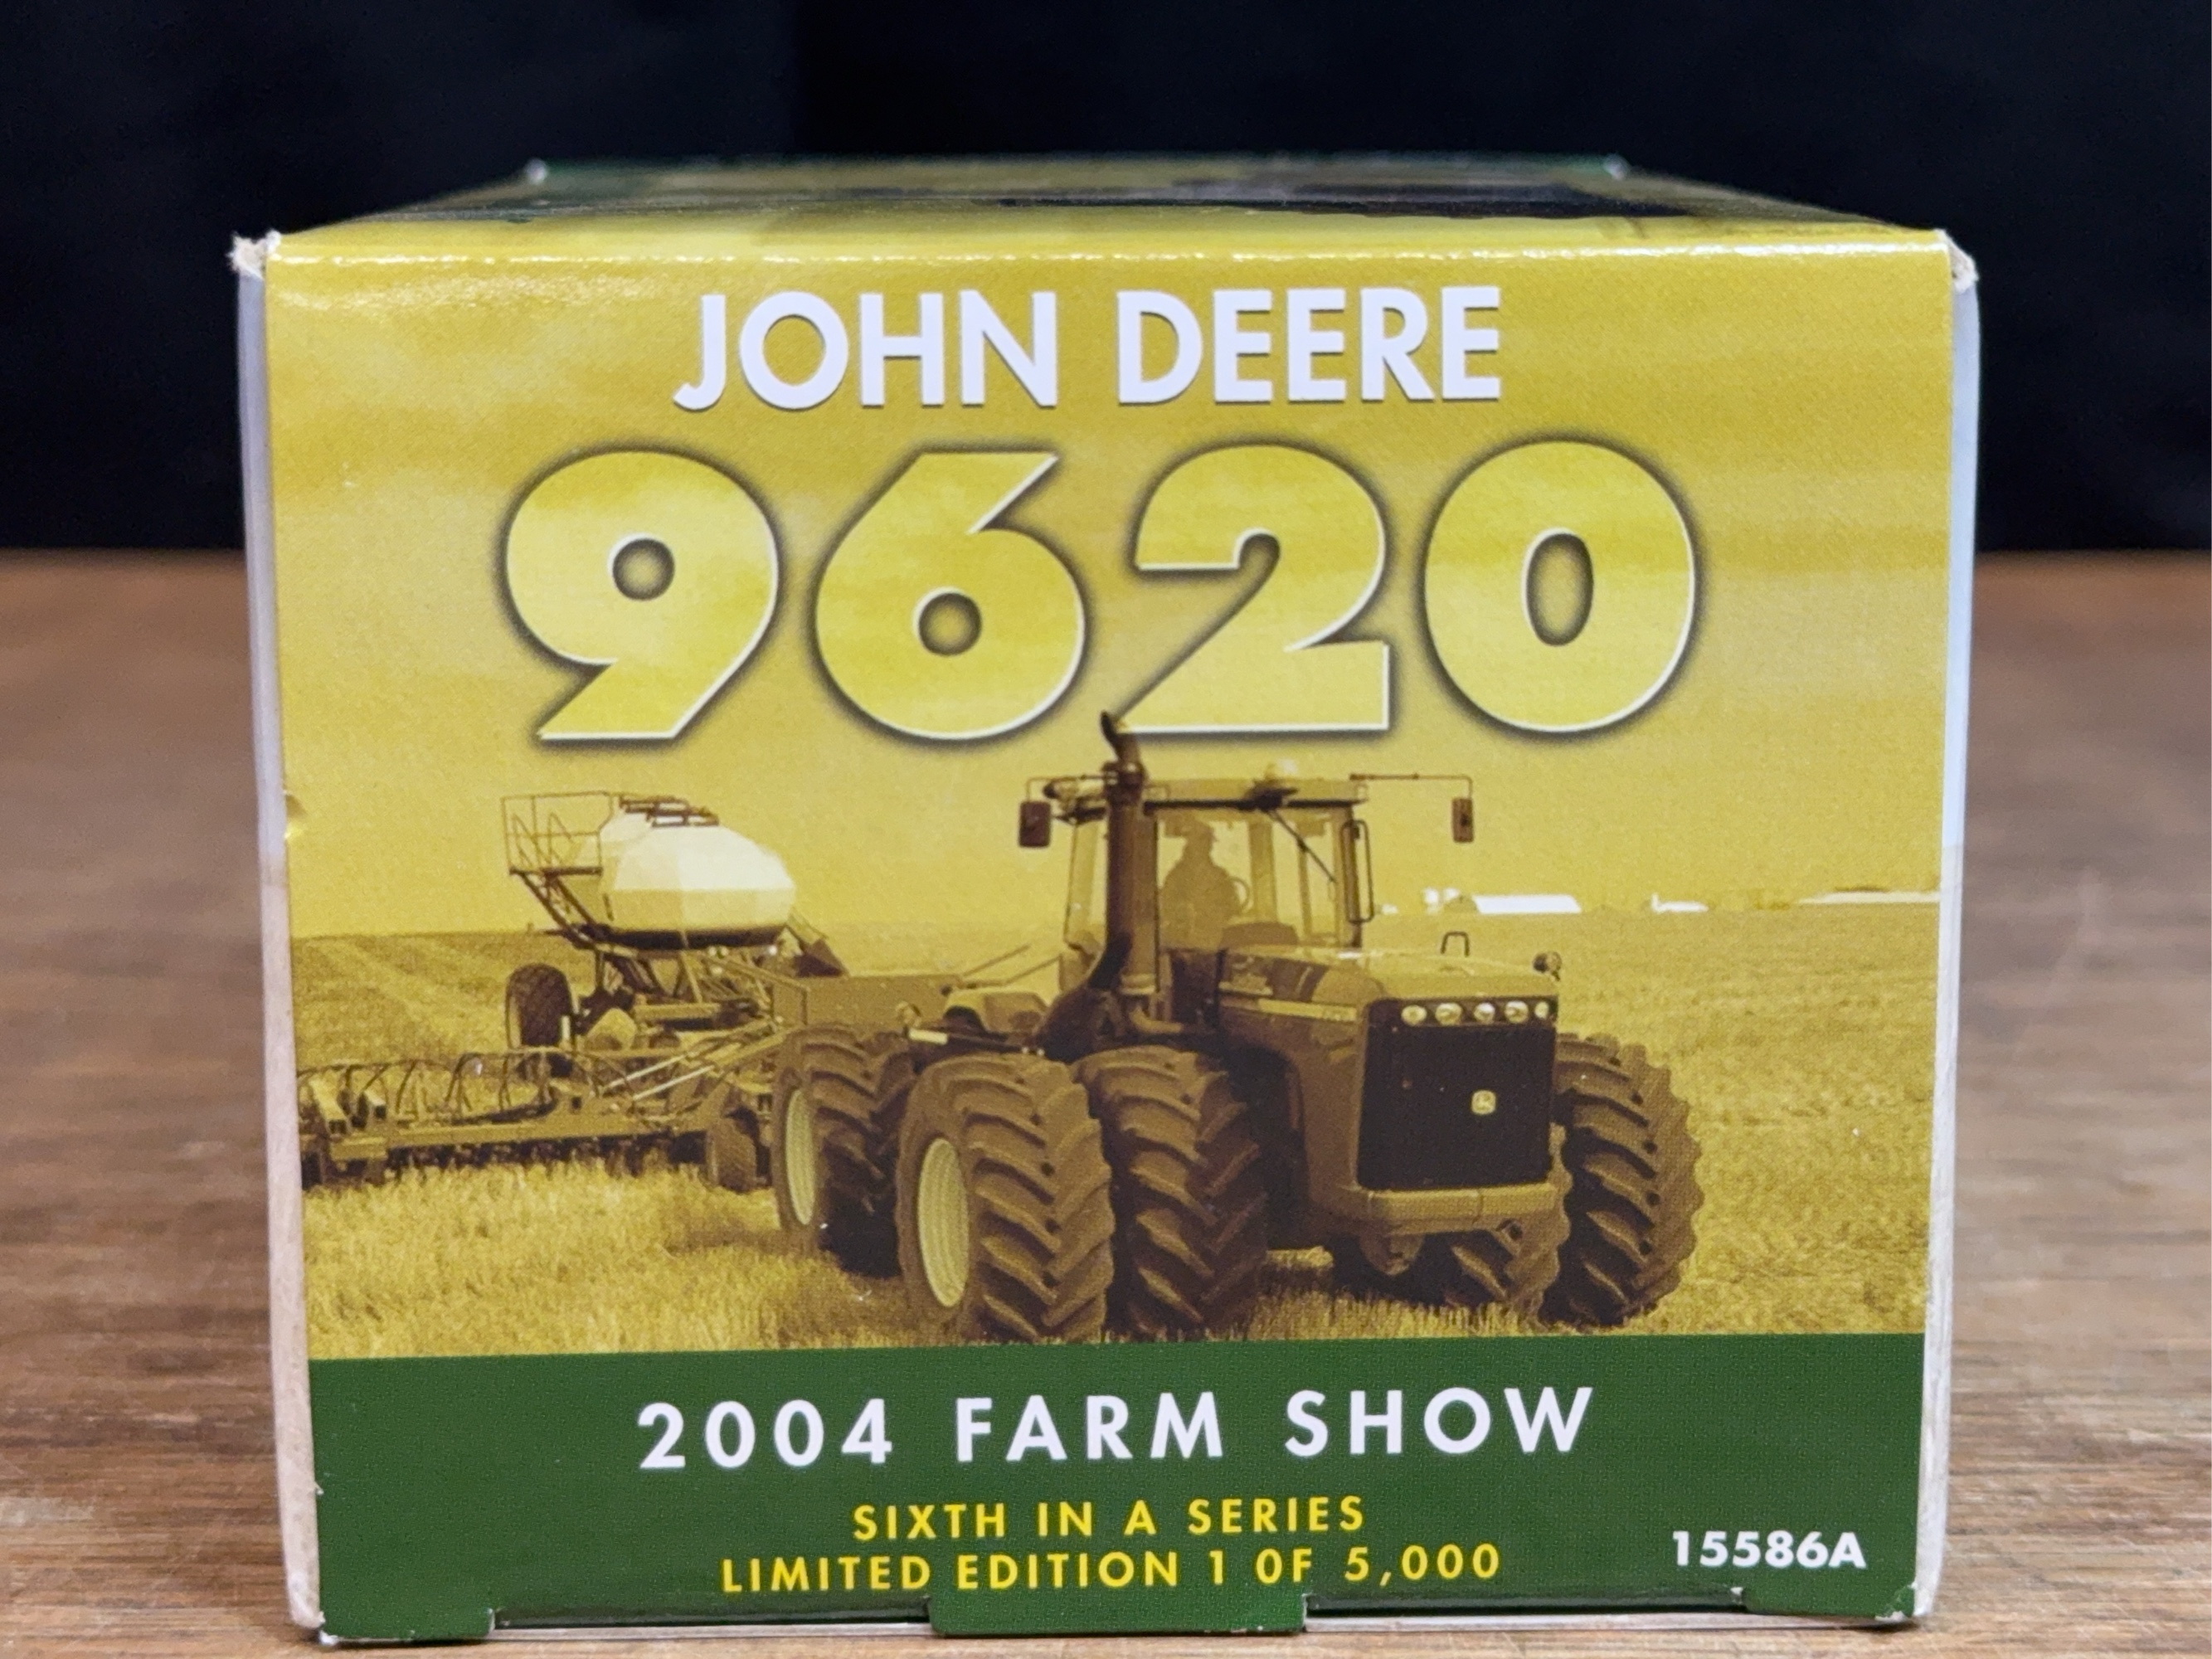 JOHN DEERE
9620
2004 FARM SHOW
SIXTH IN A SERIES
LIMITED EDITION 1 OF 5,000
15586A